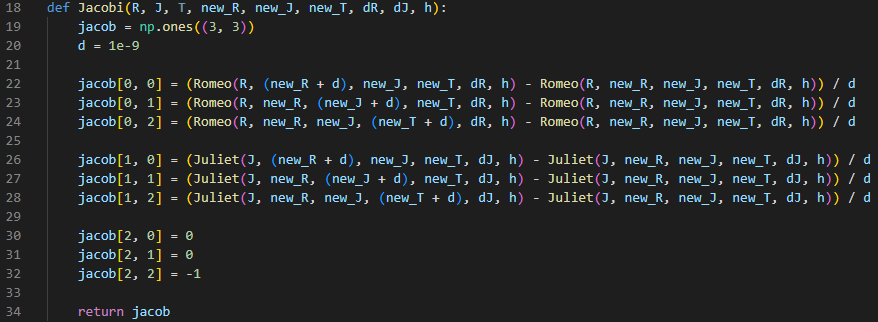 18 def Jacobi(R, J, T, new_R, new_J, new_T, dR, dJ, h):
19     jacob = np.ones((3, 3))
20     d = 1e-9
21
22     jacob[0, 0] = (Romeo(R, (new_R + d), new_J, new_T, dR, h) - Romeo(R, new_R, new_J, new_T, dR, h)) / d
23     jacob[0, 1] = (Romeo(R, new_R, (new_J + d), new_T, dR, h) - Romeo(R, new_R, new_J, new_T, dR, h)) / d
24     jacob[0, 2] = (Romeo(R, new_R, new_J, (new_T + d), dR, h) - Romeo(R, new_R, new_J, new_T, dR, h)) / d
25
26     jacob[1, 0] = (Juliet(J, (new_R + d), new_J, new_T, dJ, h) - Juliet(J, new_R, new_J, new_T, dJ, h)) / d
27     jacob[1, 1] = (Juliet(J, new_R, (new_J + d), new_T, dJ, h) - Juliet(J, new_R, new_J, new_T, dJ, h)) / d
28     jacob[1, 2] = (Juliet(J, new_R, new_J, (new_T + d), dJ, h) - Juliet(J, new_R, new_J, new_T, dJ, h)) / d
29
30     jacob[2, 0] = 0
31     jacob[2, 1] = 0
32     jacob[2, 2] = -1
33
34     return jacob